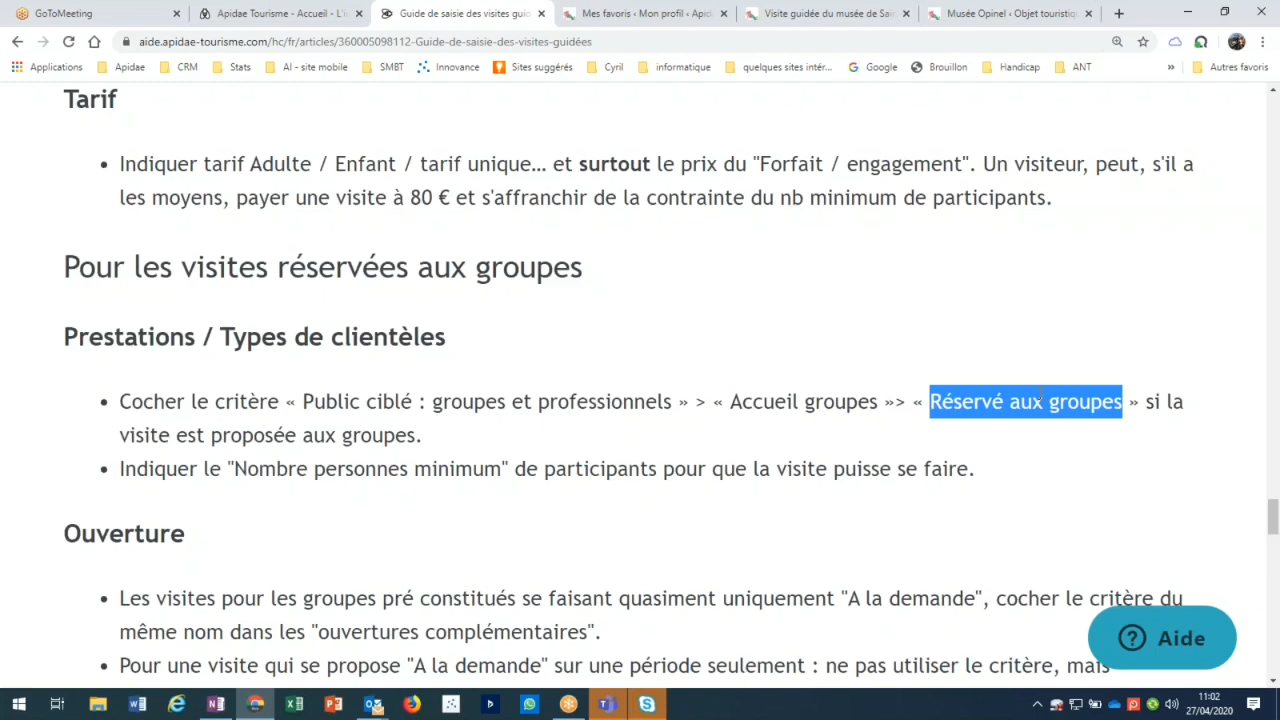 GoToMeeting
Apidae Tourisme - Accueil - L'i
Guide de saisie des visites guid
Mes favoris ‹ Mon profil ‹ Apid
Visite guidée du musée de Sai
Musée Opinel ‹ Objet touristiq
aide.apidae-tourisme.com/hc/fr/articles/360005098112-Guide-de-saisie-des-visites-guidées
Applications
Apidae
CRM
Stats
AI - site mobile
SMBT
Innovance
Sites suggérés
Cyril
informatique
quelques sites intér...
Google
Brouillon
Handicap
ANT
»
Autres favoris
Tarif
• Indiquer tarif Adulte / Enfant / tarif unique... et surtout le prix du "Forfait / engagement". Un visiteur, peut, s'il a
les moyens, payer une visite à 80 € et s'affranchir de la contrainte du nb minimum de participants.
Pour les visites réservées aux groupes
Prestations / Types de clientèles
• Cocher le critère « Public ciblé : groupes et professionnels » > « Accueil groupes »> « Réservé aux groupes » si la
visite est proposée aux groupes.
• Indiquer le "Nombre personnes minimum" de participants pour que la visite puisse se faire.
Ouverture
• Les visites pour les groupes pré constitués se faisant quasiment uniquement "A la demande", cocher le critère du
même nom dans les "ouvertures complémentaires".
• Pour une visite qui se propose "A la demande" sur une période seulement : ne pas utiliser le critère, mais
Aide
11:02
27/04/2020